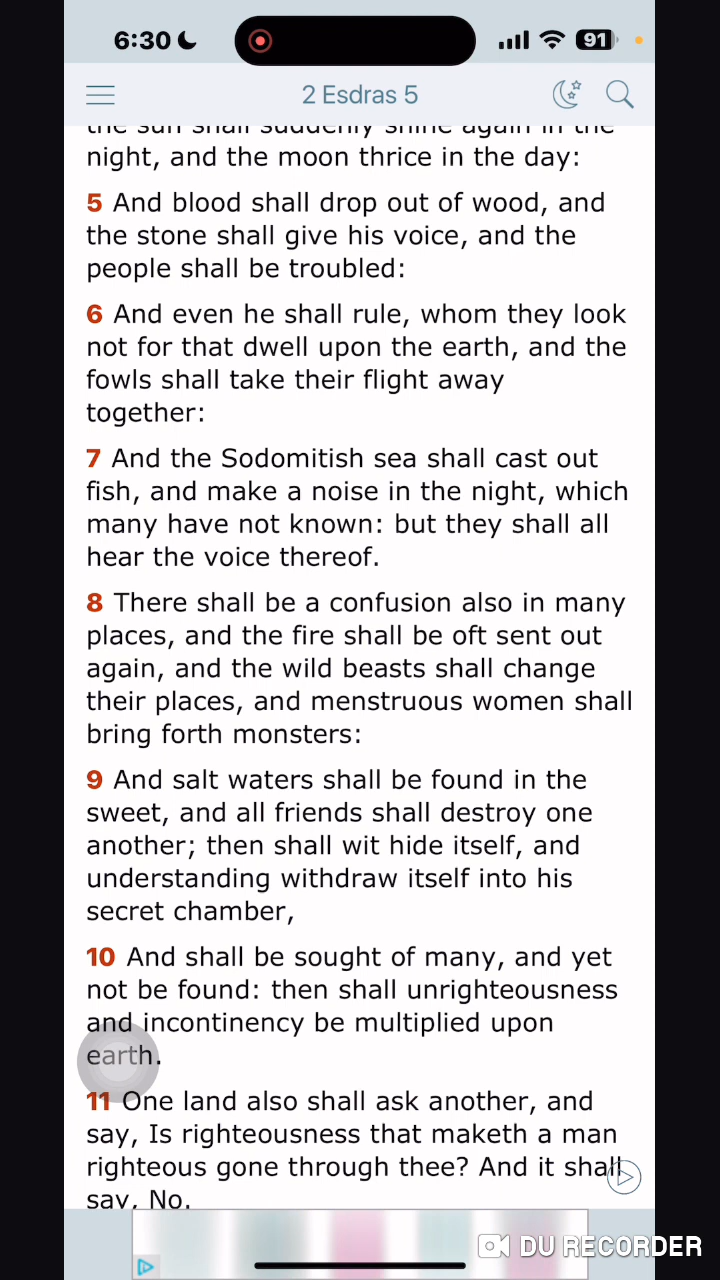 6:30
91
2 Esdras 5
the sun shall suddenly shine again in the
night, and the moon thrice in the day:
5 And blood shall drop out of wood, and
the stone shall give his voice, and the
people shall be troubled:
6 And even he shall rule, whom they look
not for that dwell upon the earth, and the
fowls shall take their flight away
together:
7 And the Sodomitish sea shall cast out
fish, and make a noise in the night, which
many have not known: but they shall all
hear the voice thereof.
8 There shall be a confusion also in many
places, and the fire shall be oft sent out
again, and the wild beasts shall change
their places, and menstruous women shall
bring forth monsters:
9 And salt waters shall be found in the
sweet, and all friends shall destroy one
another; then shall wit hide itself, and
understanding withdraw itself into his
secret chamber,
10 And shall be sought of many, and yet
not be found: then shall unrighteousness
and incontinency be multiplied upon
earth.
11 One land also shall ask another, and
say, Is righteousness that maketh a man
righteous gone through thee? And it shall
say, No.
DU RECORDER